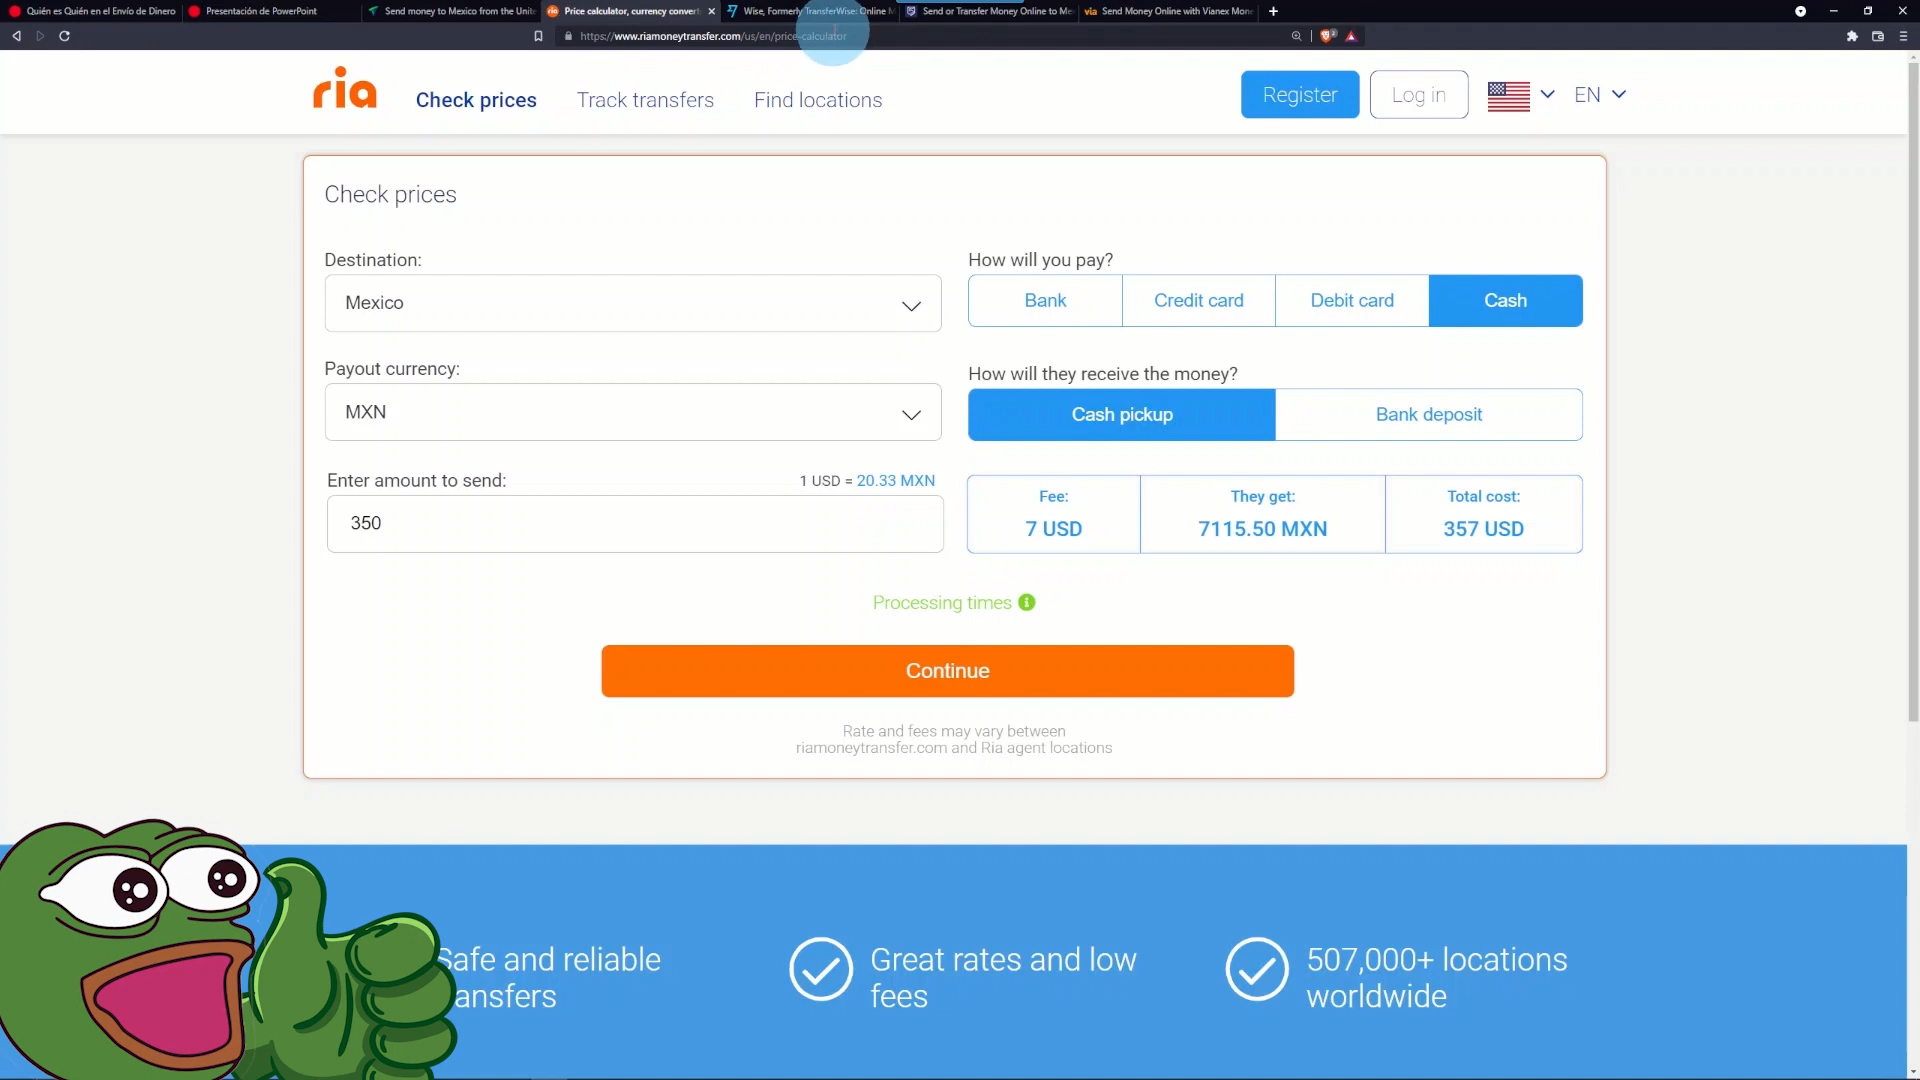 Quién es Quién en el Envío de Dinero
Presentación de PowerPoint
Send money to Mexico from the Unit
Price calculator, currency convert
Wise, Formerly TransferWise: Online M
Send or Transfer Money Online to Me
via Send Money Online with Vianex Mon
https://www.riamoneytransfer.com/us/en/price-calculator
ria
Check prices
Track transfers
Find locations
Register
Log in
EN
Check prices
Destination:
Mexico
How will you pay?
Bank
Credit card
Debit card
Cash
Payout currency:
MXN
How will they receive the money?
Cash pickup
Bank deposit
Enter amount to send:
1 USD = 20.33 MXN
350
Fee:
7 USD
They get:
7115.50 MXN
Total cost:
357 USD
Processing times
Continue
Rate and fees may vary between
riamoneytransfer.com and Ria agent locations
Safe and reliable
ansfers
Great rates and low
fees
507,000+ locations
worldwide